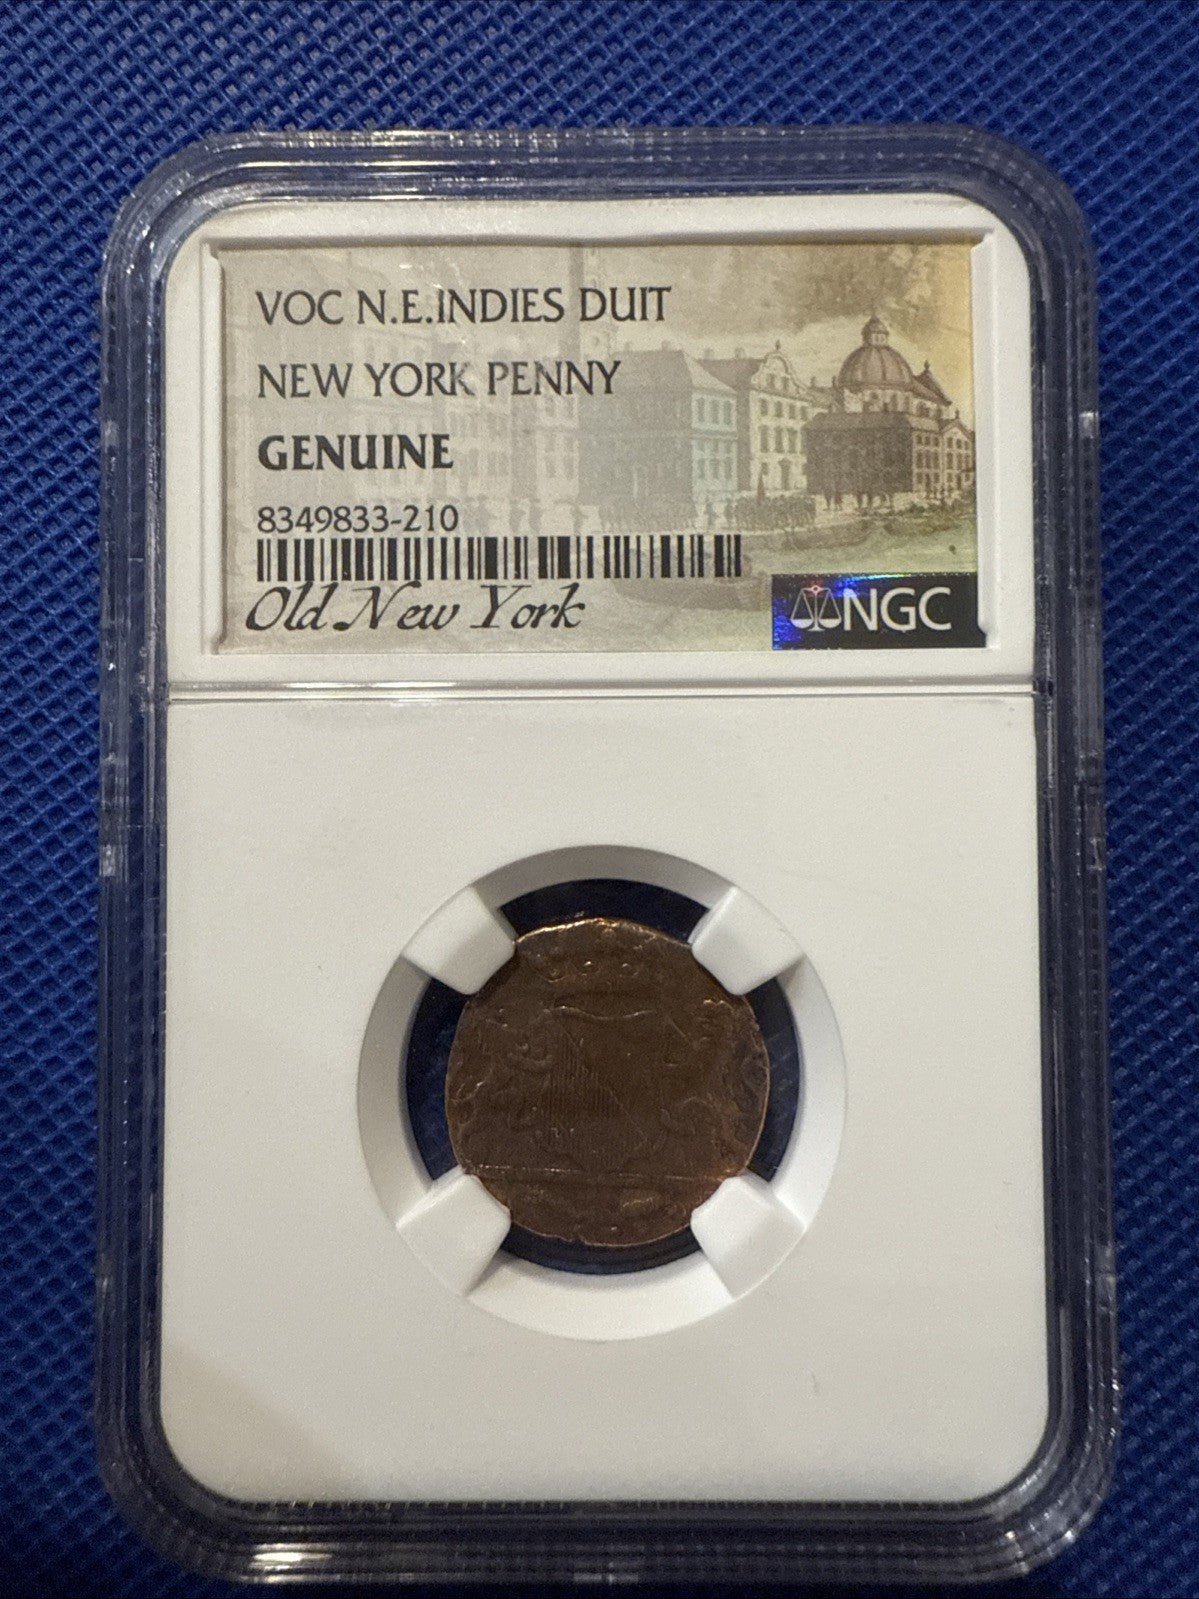 VOC N.E.INDIES DUIT
NEW YORK PENNY
GENUINE
8349833-210
Old New York
NGC